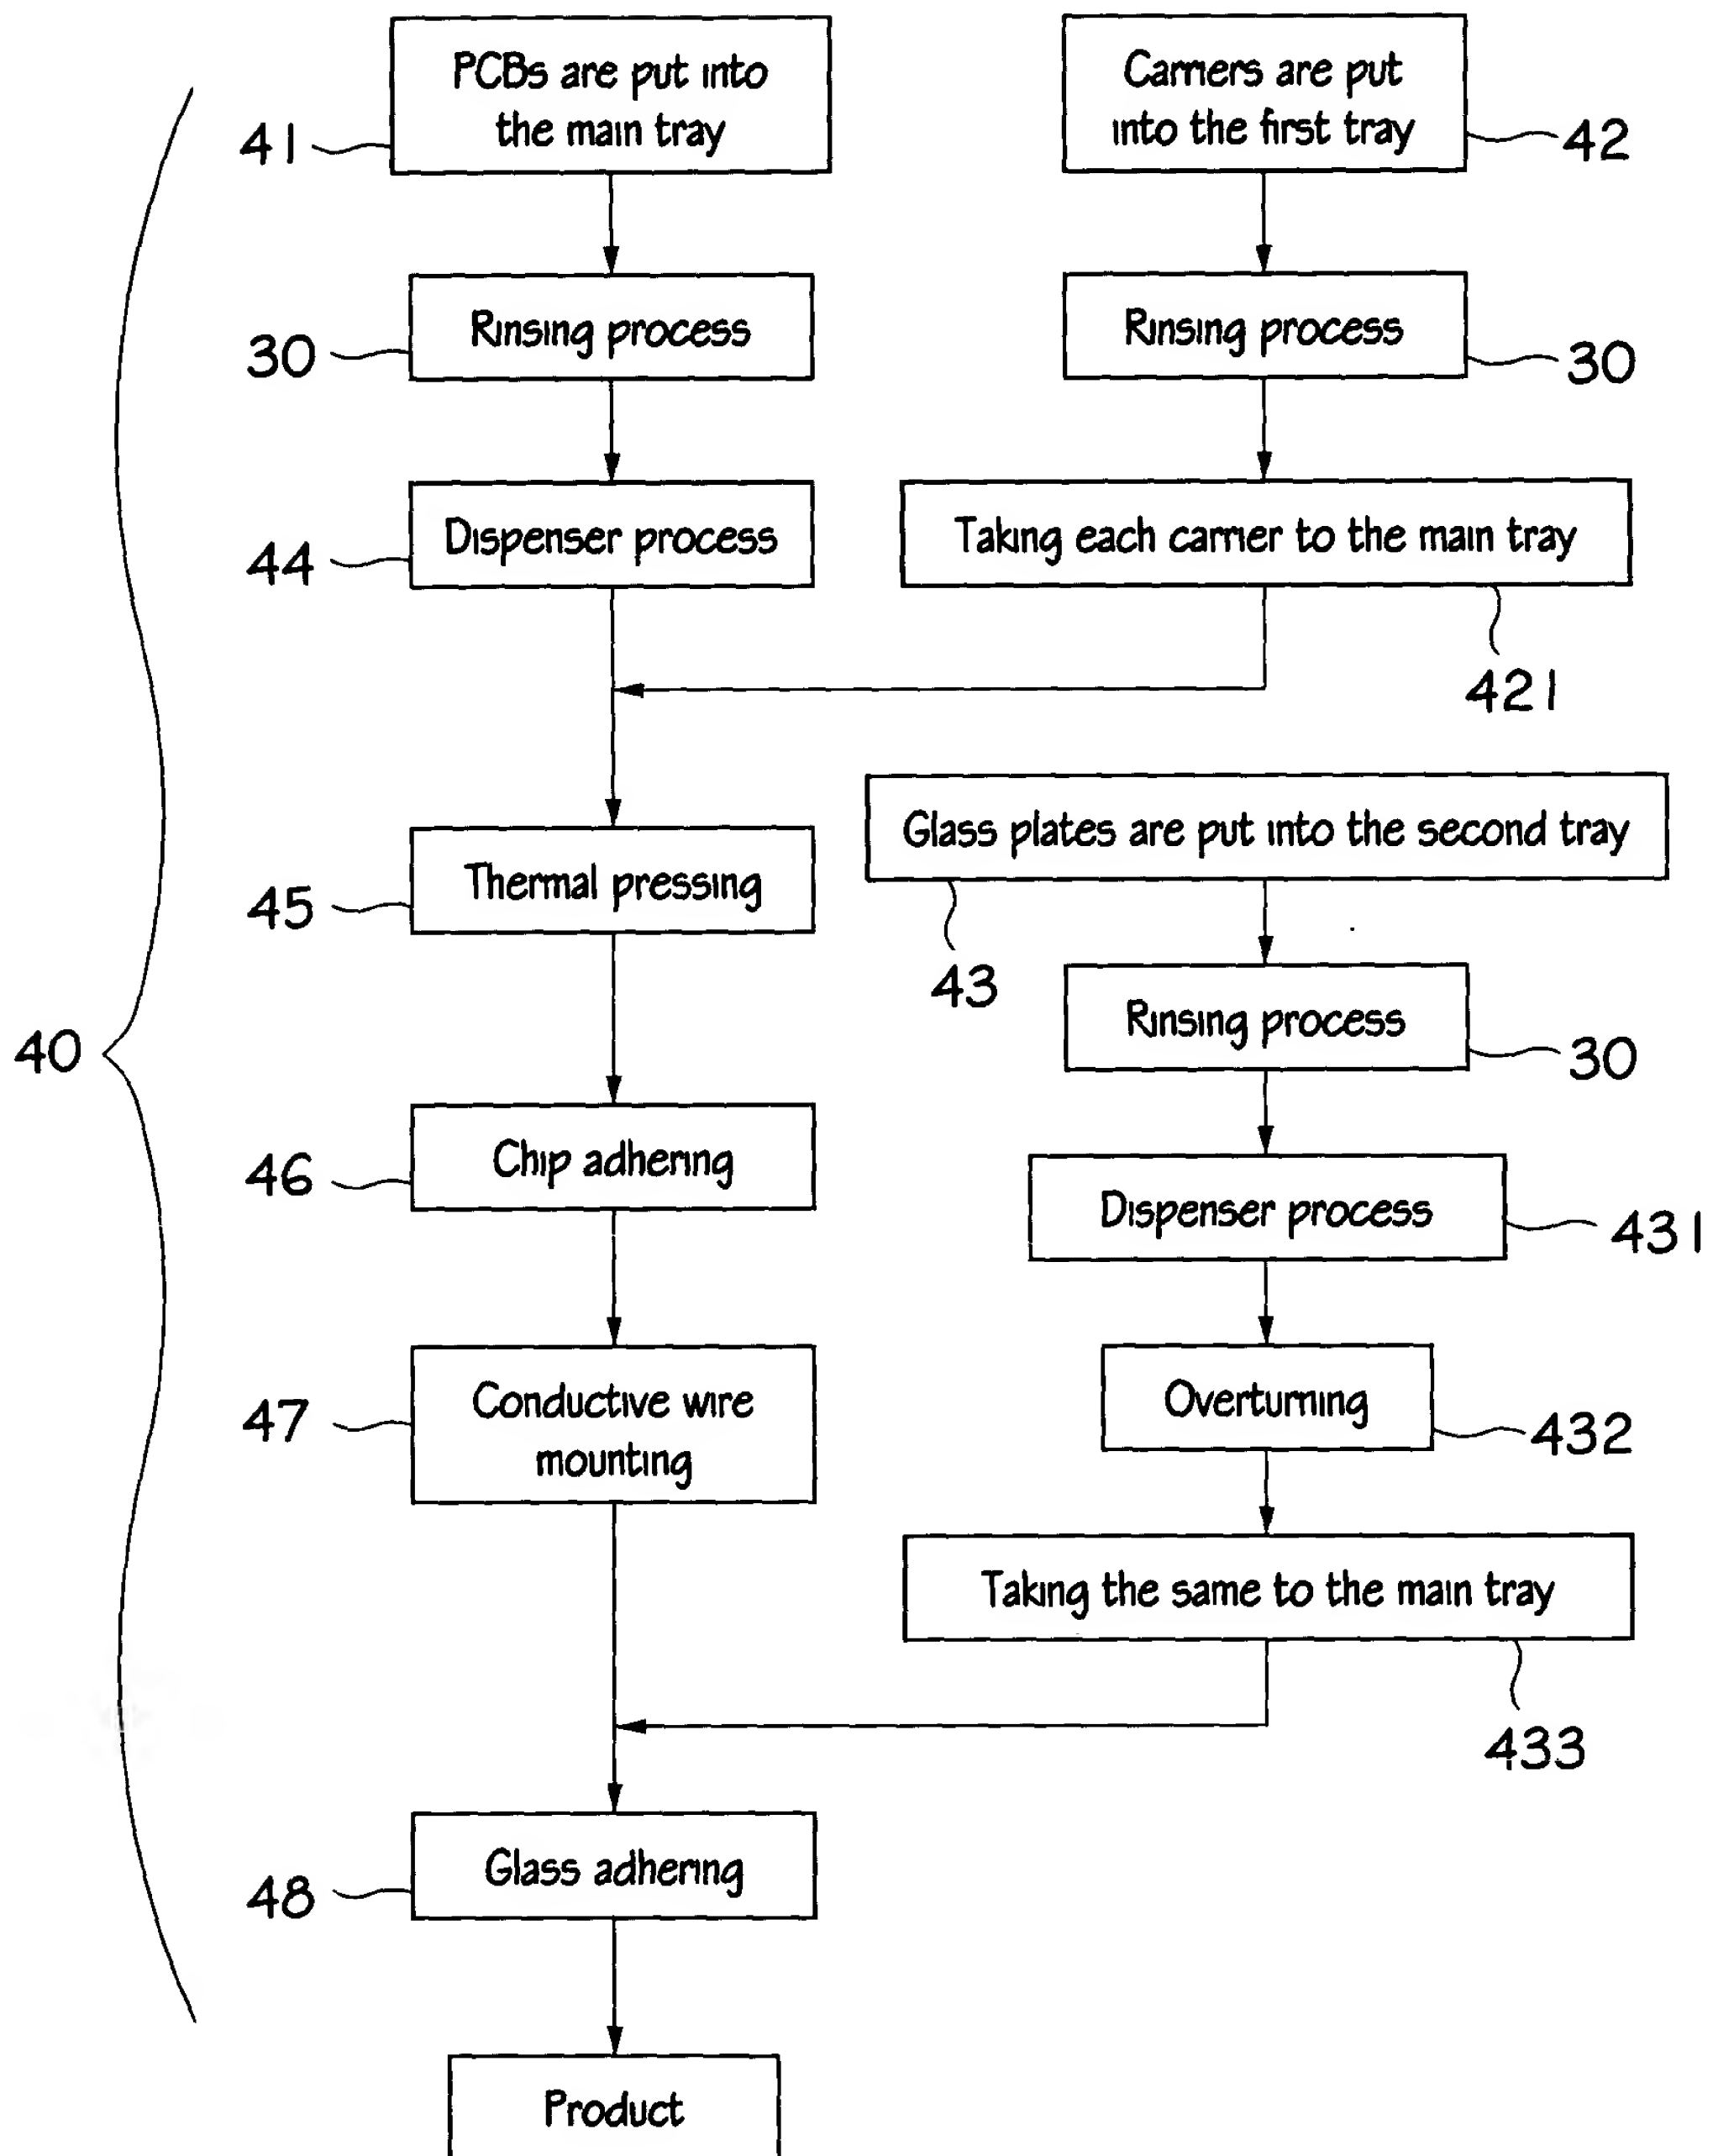 PCBs are put into
the main tray
41
Carriers are put
into the first tray
42
Rinsing process
30
Rinsing process
30
Dispenser process
44
Taking each carrier to the main tray
421
Glass plates are put into the second tray
43
Thermal pressing
45
Rinsing process
30
40
Chip adhering
46
Dispenser process
431
Conductive wire
mounting
47
Overturning
432
Taking the same to the main tray
433
Glass adhering
48
Product